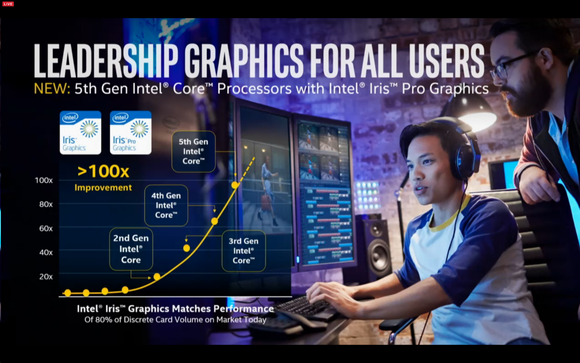 LIVE
LEADERSHIP GRAPHICS FOR ALL USERS
NEW: 5th Gen Intel® Core™ Processors with Intel® Iris™ Pro Graphics
intel
Iris™
Graphics
intel
Iris™ Pro
Graphics
>100x
Improvement
5th Gen
Intel®
Core™
100x
80x
60x
40x
20x
4th Gen
Intel®
Core™
2nd Gen
Intel®
Core
3rd Gen
Intel®
Core™
Intel® Iris™ Graphics Matches Performance
Of 80% of Discrete Card Volume on Market Today